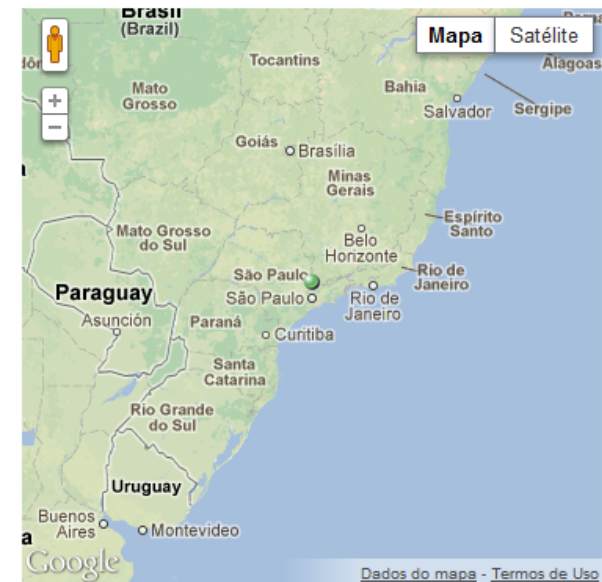 Brasil
(Brazil)
Mapa
Satélite
Tocantins
Alagoas
Mato
Grosso
Bahia
Salvador
Sergipe
Goiás
Brasília
Minas
Gerais
Mato Grosso
do Sul
Espírito
Santo
Belo
Horizonte
São Paulo
Rio de
Janeiro
Paraguay
São Paulo
Rio de
Janeiro
Asunción
Paraná
Curitiba
Santa
Catarina
Rio Grande
do Sul
Uruguay
Buenos
Aires
Montevideo
Google
Dados do mapa - Termos de Uso